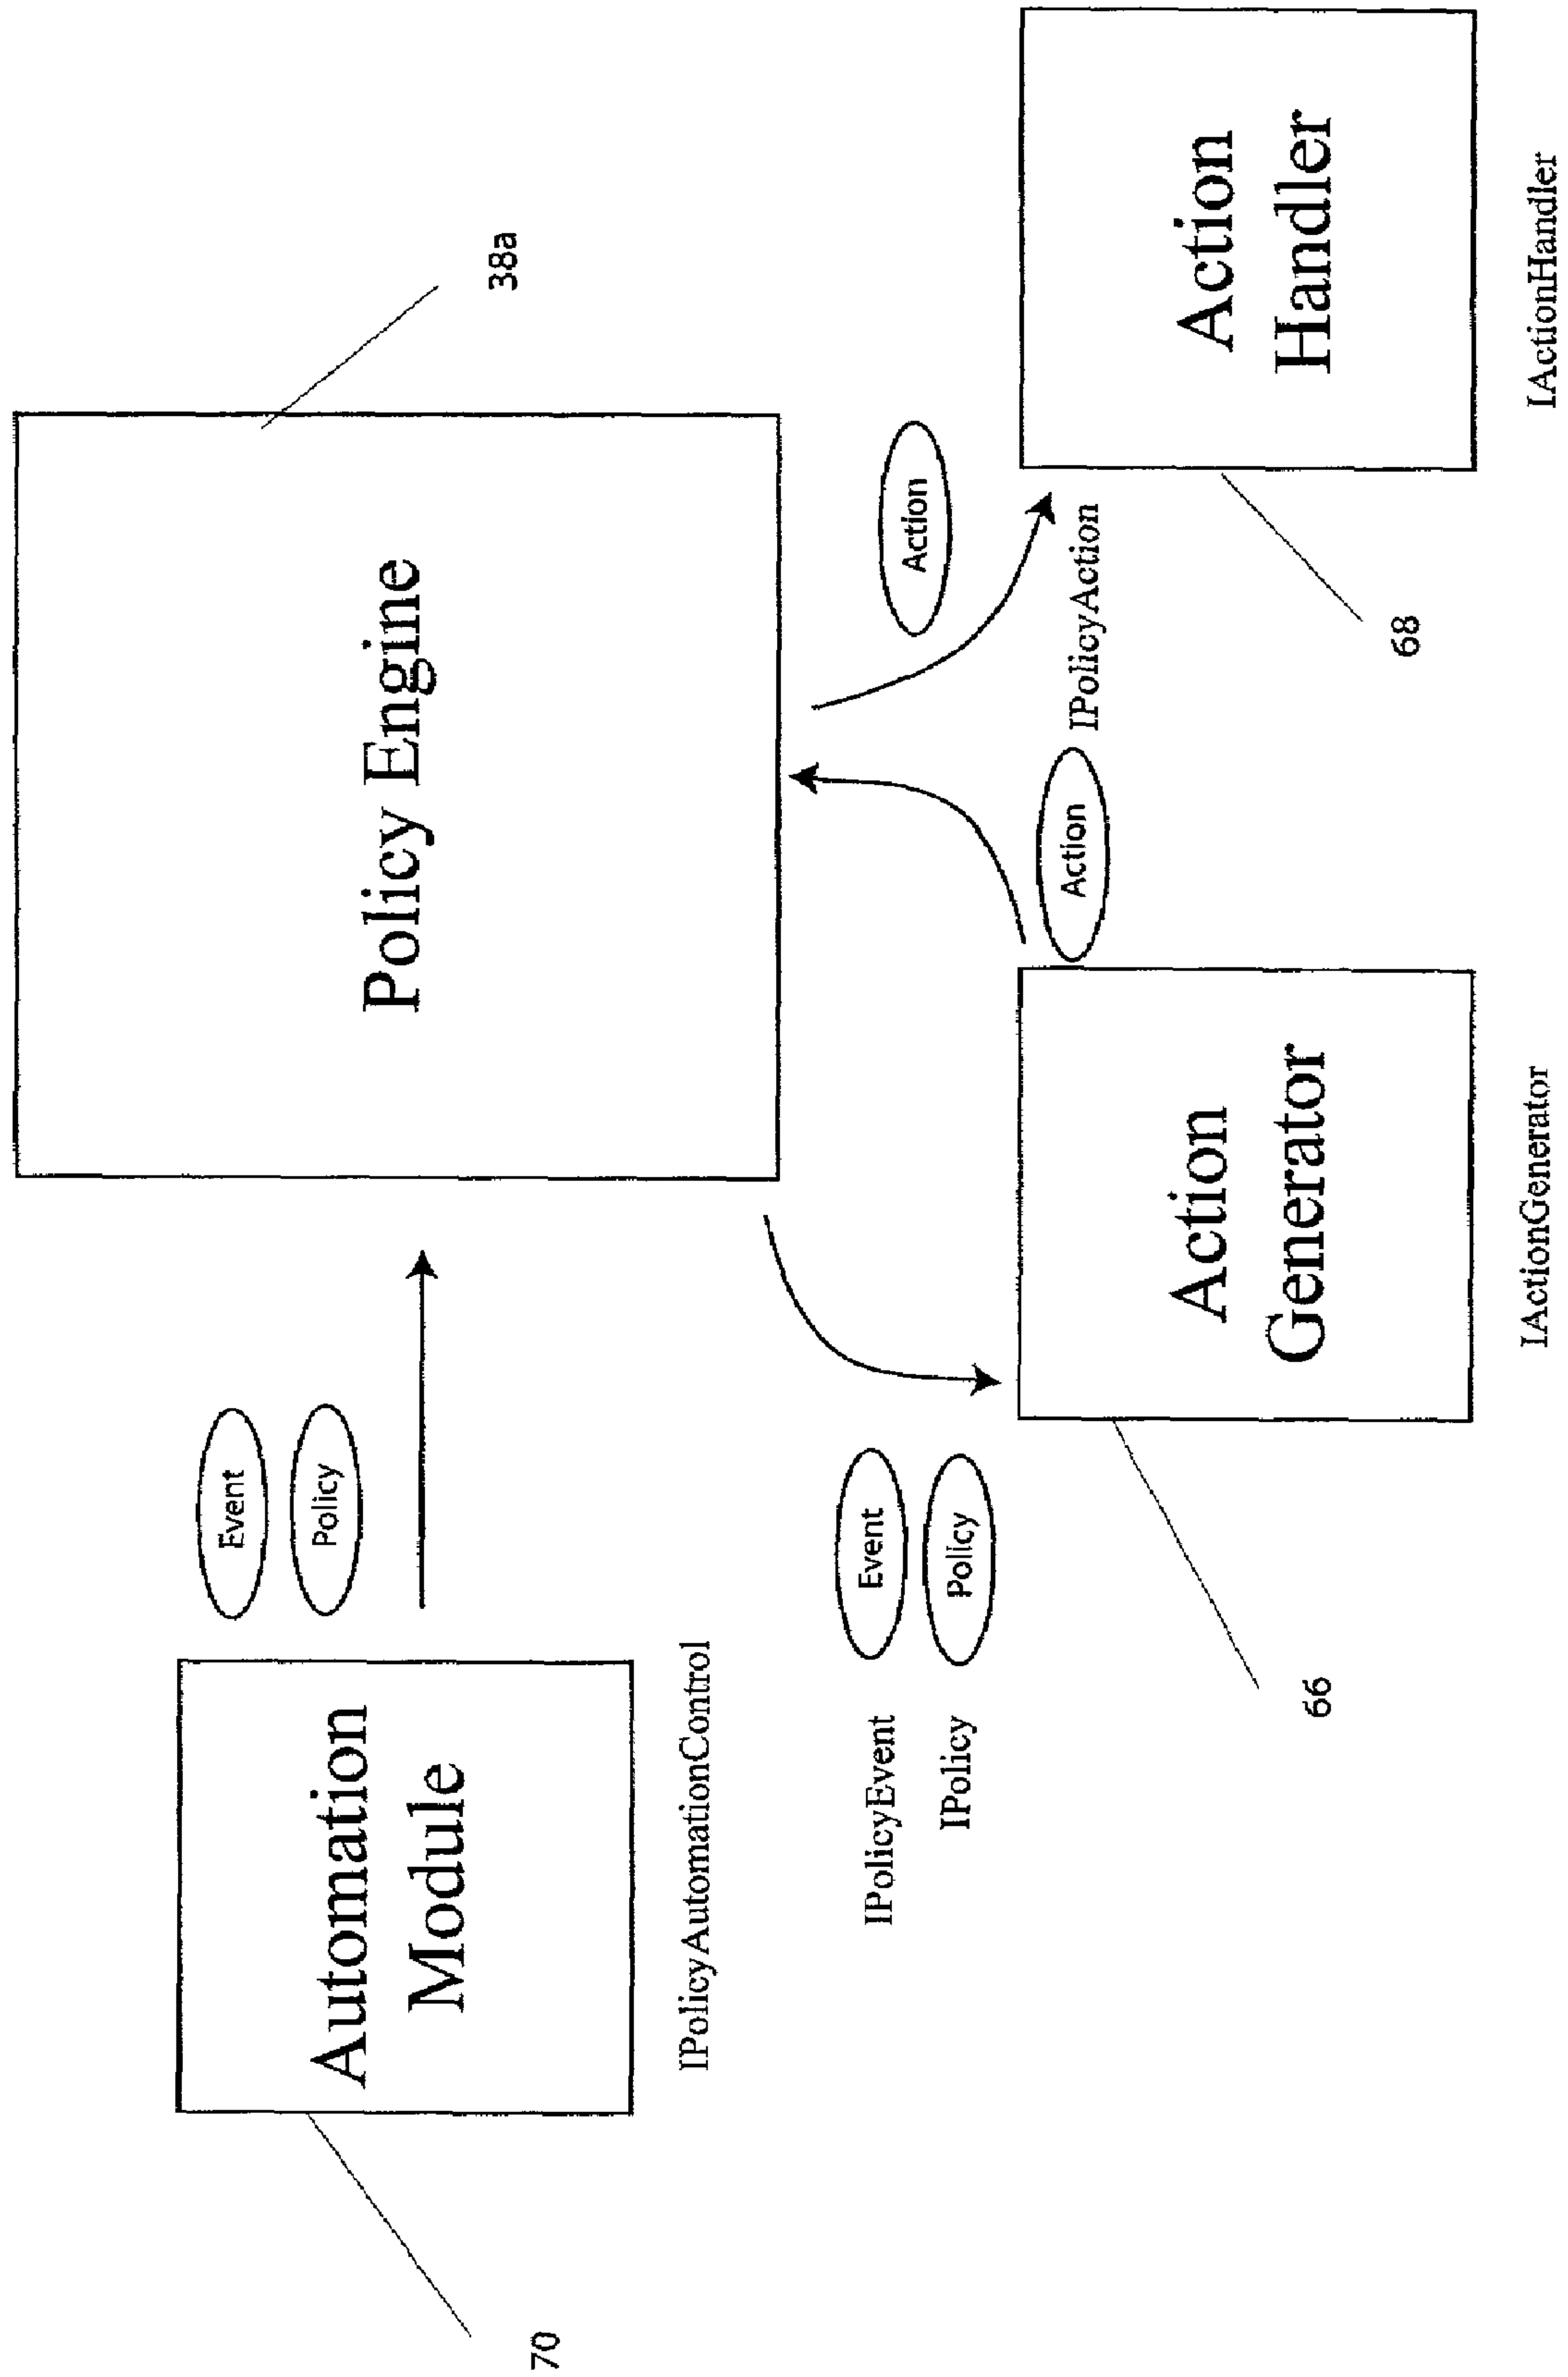 38a
Policy Engine
Event
Policy
Automation
Module
70
IPolicyAutomationControl
Action
IPolicyAction
Action
Event
Policy
IPolicyEvent
IPolicy
Action
Generator
66
IActionGenerator
Action
Handler
68
IActionHandler